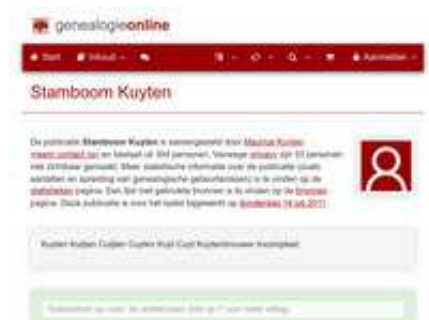 genealogieonline
Start Inhoud Aanmelden
Stamboom Kuyten
De publicatie Stamboom Kuyten is samengesteld door Maurice Kuyten
(neem contact op) en bestaat uit personen. Vanwege privacy zijn personen
niet zichtbaar gemaakt. Meer statistische informatie over de publicatie (zoals
aantallen en spreiding van genealogische gebeurtenissen) is te vinden op de
statistieken pagina. Een lijst met gebruikte bronnen is te vinden op de bronnen
pagina. Deze publicatie is voor het laatst bijgewerkt op donderdag 14 juli 2011
Kuyten Kuijten Cuijten Cuyten Kuyt Cuyt Kuytenbrouwer